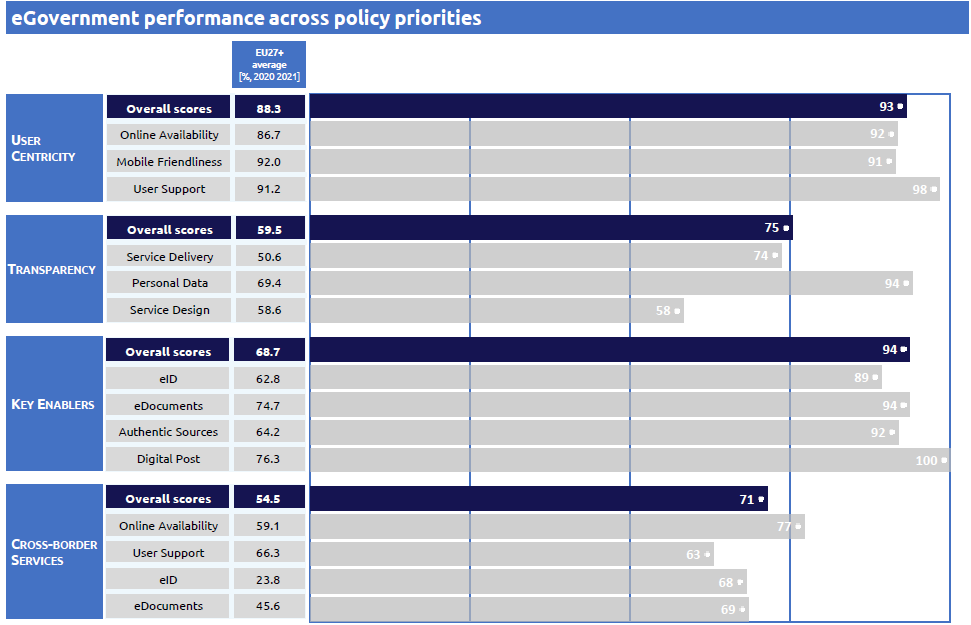 eGovernment performance across policy priorities
EU27+
average
[%, 2020 2021]
USER
CENTRICITY
Overall scores 88.3 93
Online Availability 86.7 92
Mobile Friendliness 92.0 91
User Support 91.2 98
TRANSPARENCY
Overall scores 59.5 75
Service Delivery 50.6 74
Personal Data 69.4 94
Service Design 58.6 58
KEY ENABLERS
Overall scores 68.7 94
eID 62.8 89
eDocuments 74.7 94
Authentic Sources 64.2 92
Digital Post 76.3 100
CROSS-BORDER
SERVICES
Overall scores 54.5 71
Online Availability 59.1 77
User Support 66.3 63
eID 23.8 68
eDocuments 45.6 69